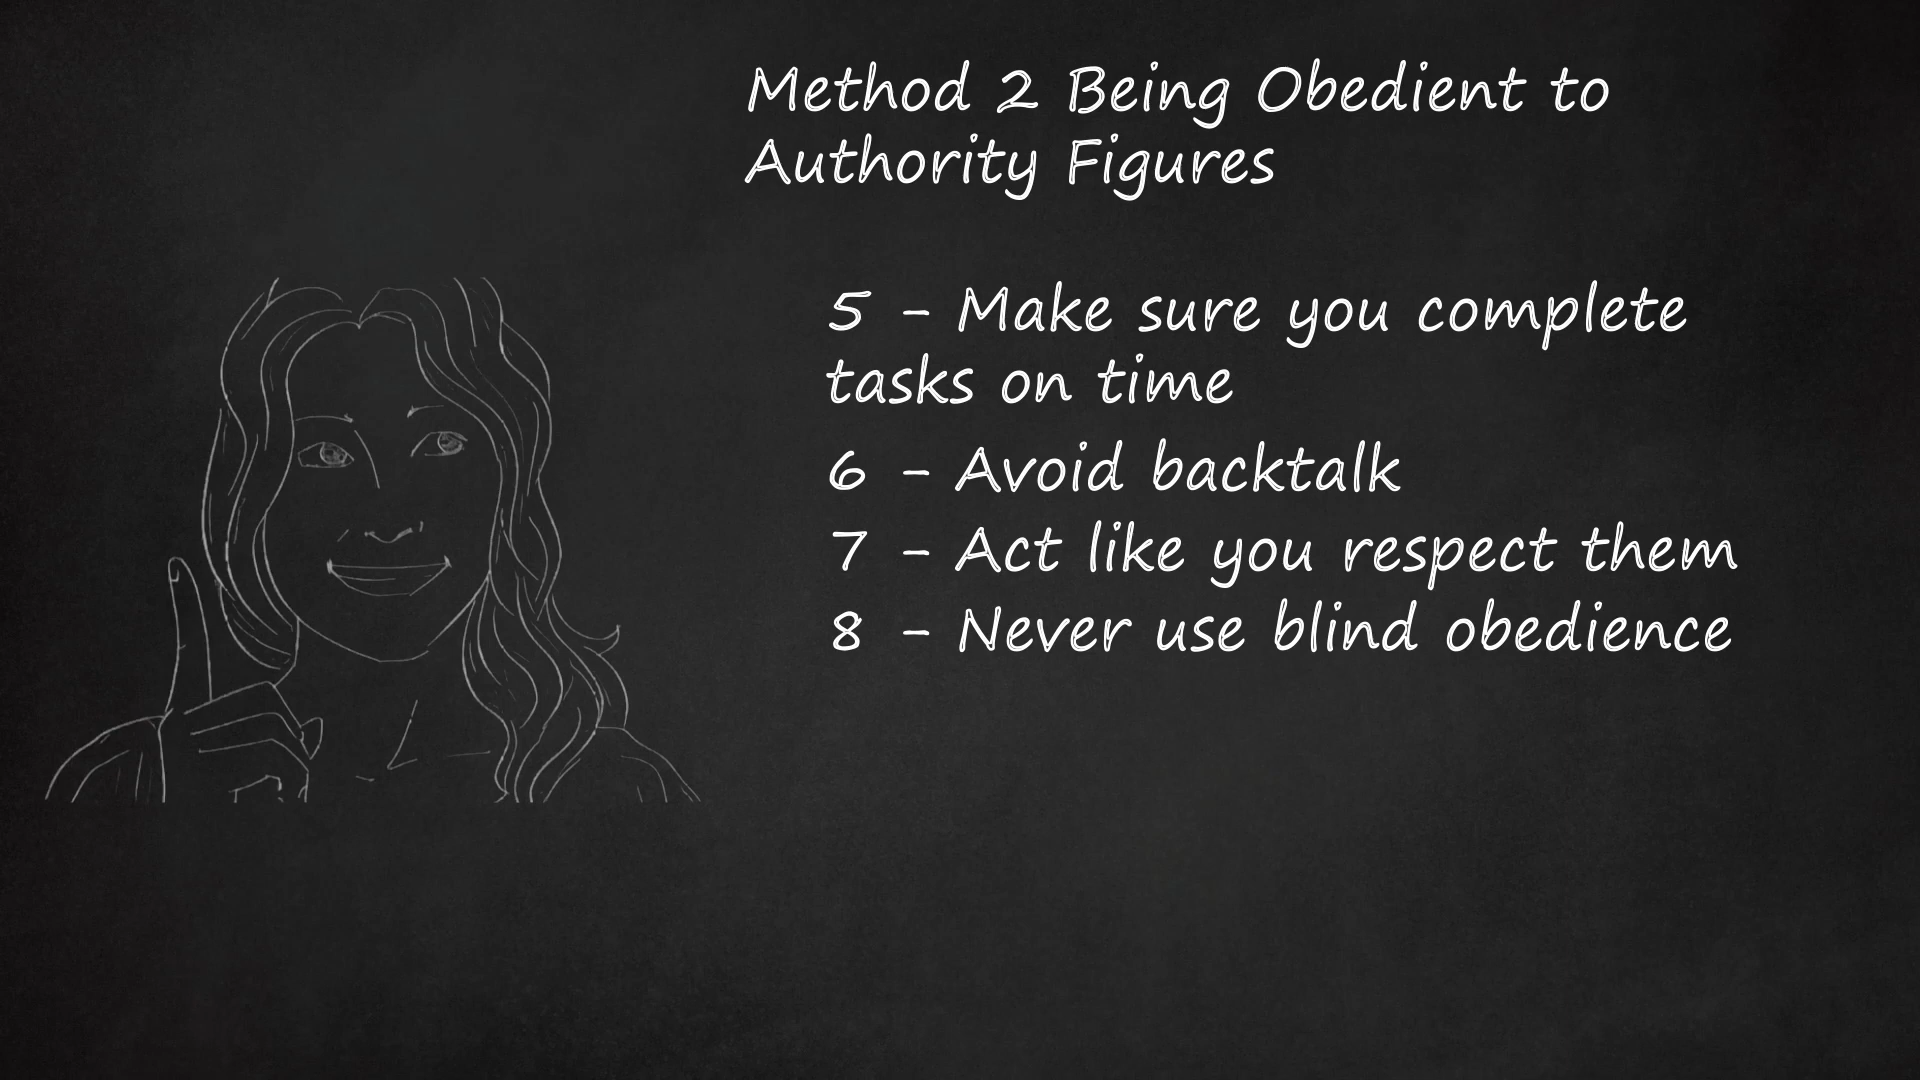 Method 2 Being Obedient to
Authority Figures
5 - Make sure you complete
tasks on time
6 - Avoid backtalk
7 - Act like you respect them
8 - Never use blind obedience